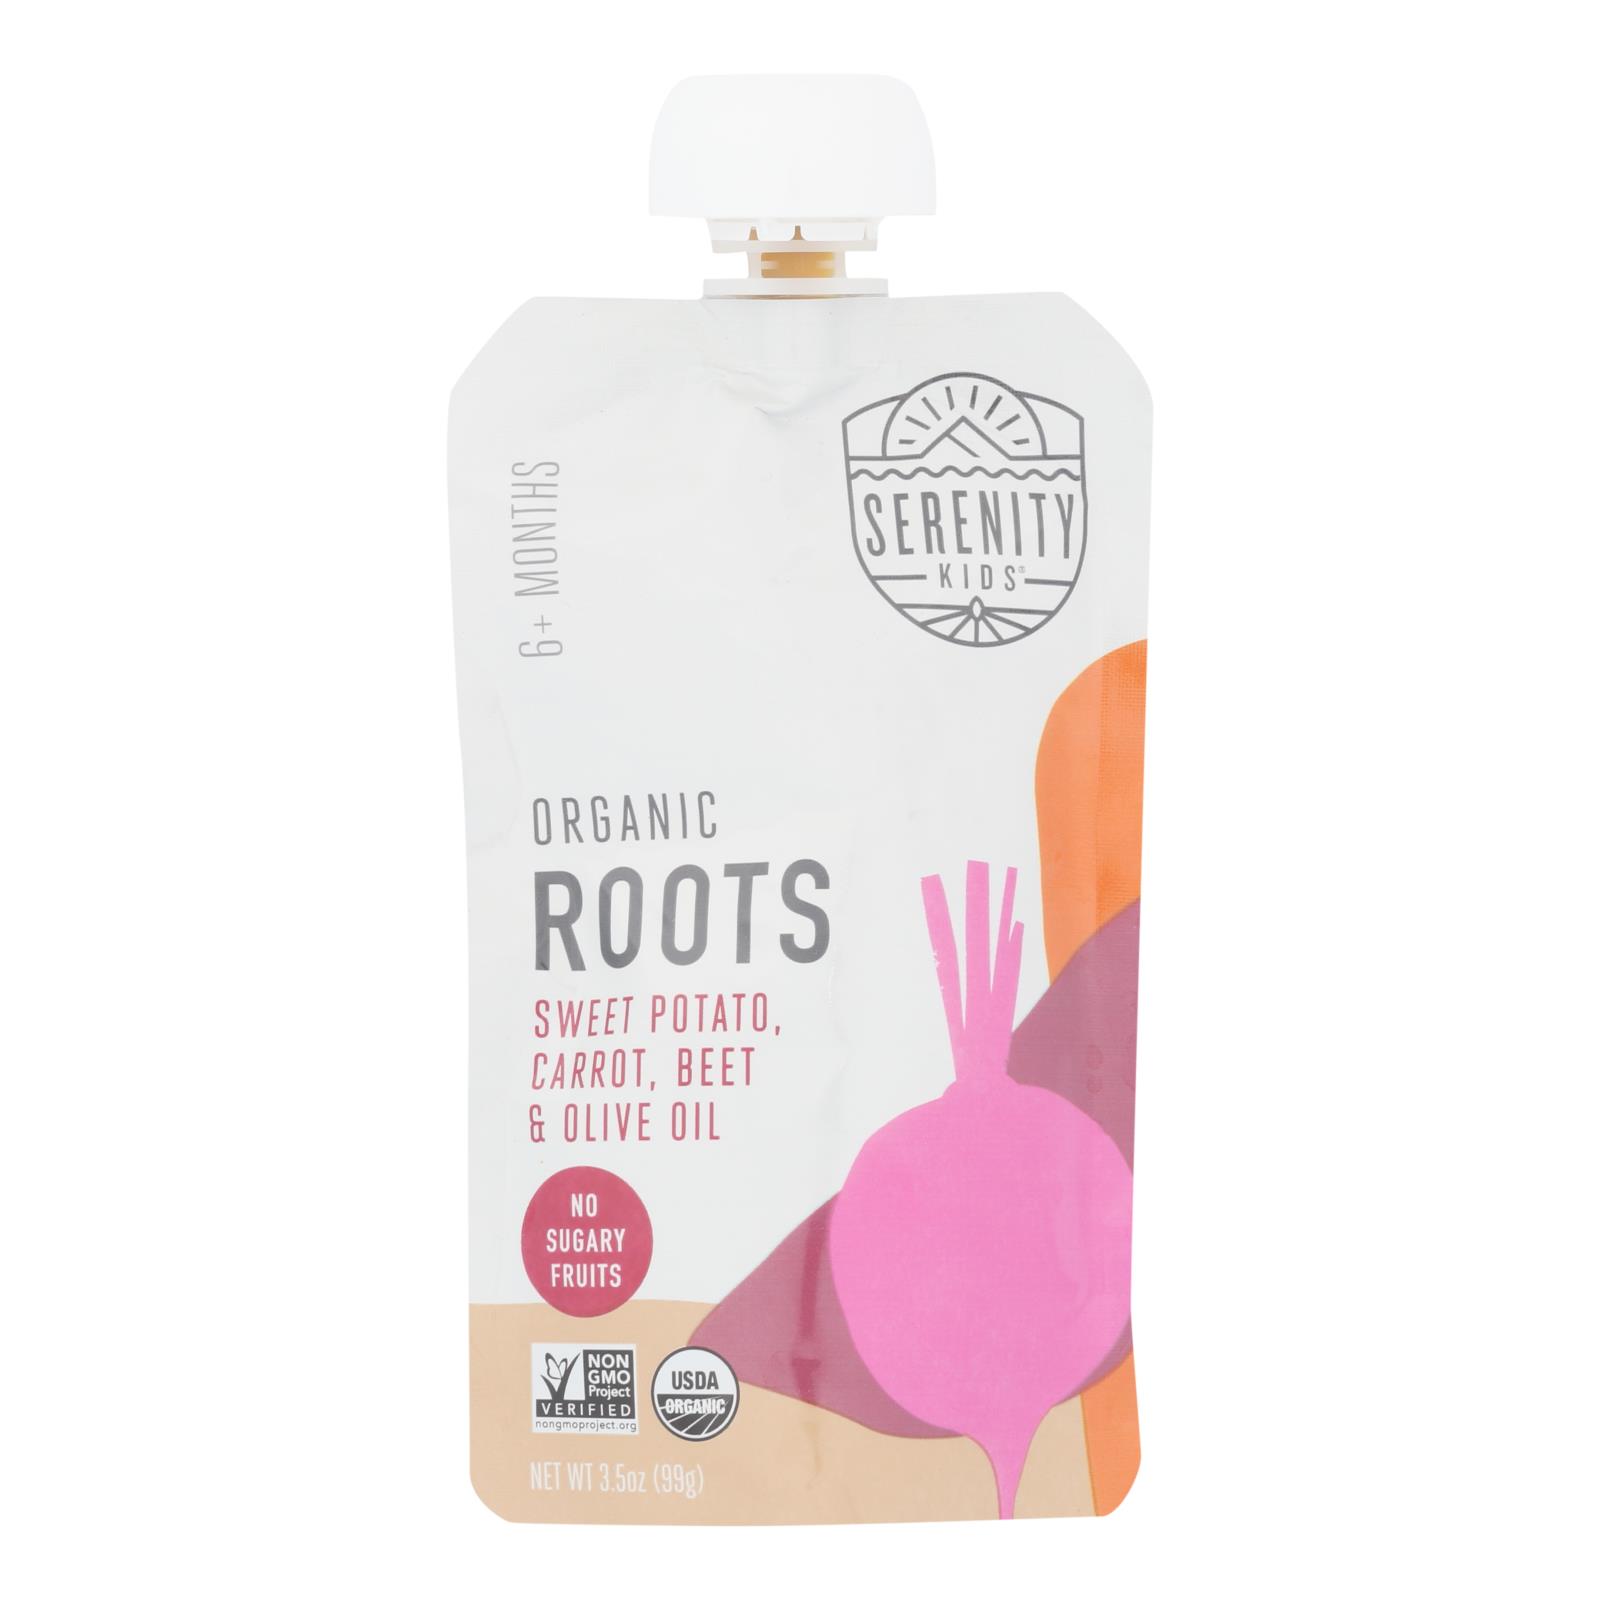 SERENITY
KIDS®
6+ MONTHS
ORGANIC
ROOTS
SWEET POTATO,
CARROT, BEET
& OLIVE OIL
NO
SUGARY
FRUITS
NON
GMO
Project
VERIFIED
nongmoproject.org
USDA
ORGANIC
NET WT 3.5oz (99g)